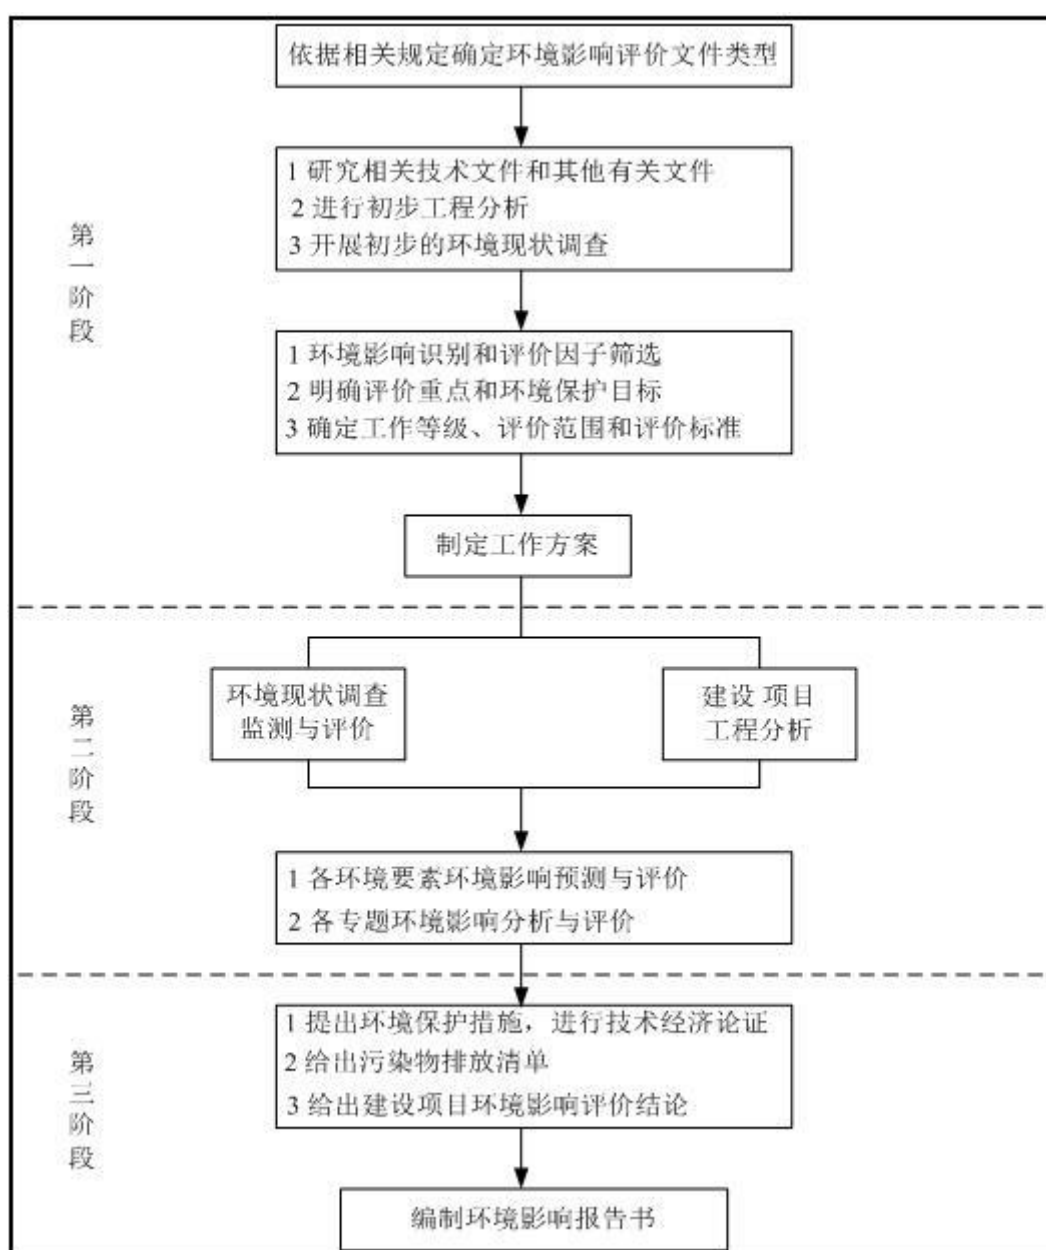 依据相关规定确定环境影响评价文件类型
1 研究相关技术文件和其他有关文件
2 进行初步工程分析
3 开展初步的环境现状调查
第一阶段
1 环境影响识别和评价因子筛选
2 明确评价重点和环境保护目标
3 确定工作等级、评价范围和评价标准
制定工作方案
环境现状调查
监测与评价
建设 项目
工程分析
第二阶段
1 各环境要素环境影响预测与评价
2 各专题环境影响分析与评价
1 提出环境保护措施，进行技术经济论证
2 给出污染物排放清单
3 给出建设项目环境影响评价结论
第三阶段
编制环境影响报告书